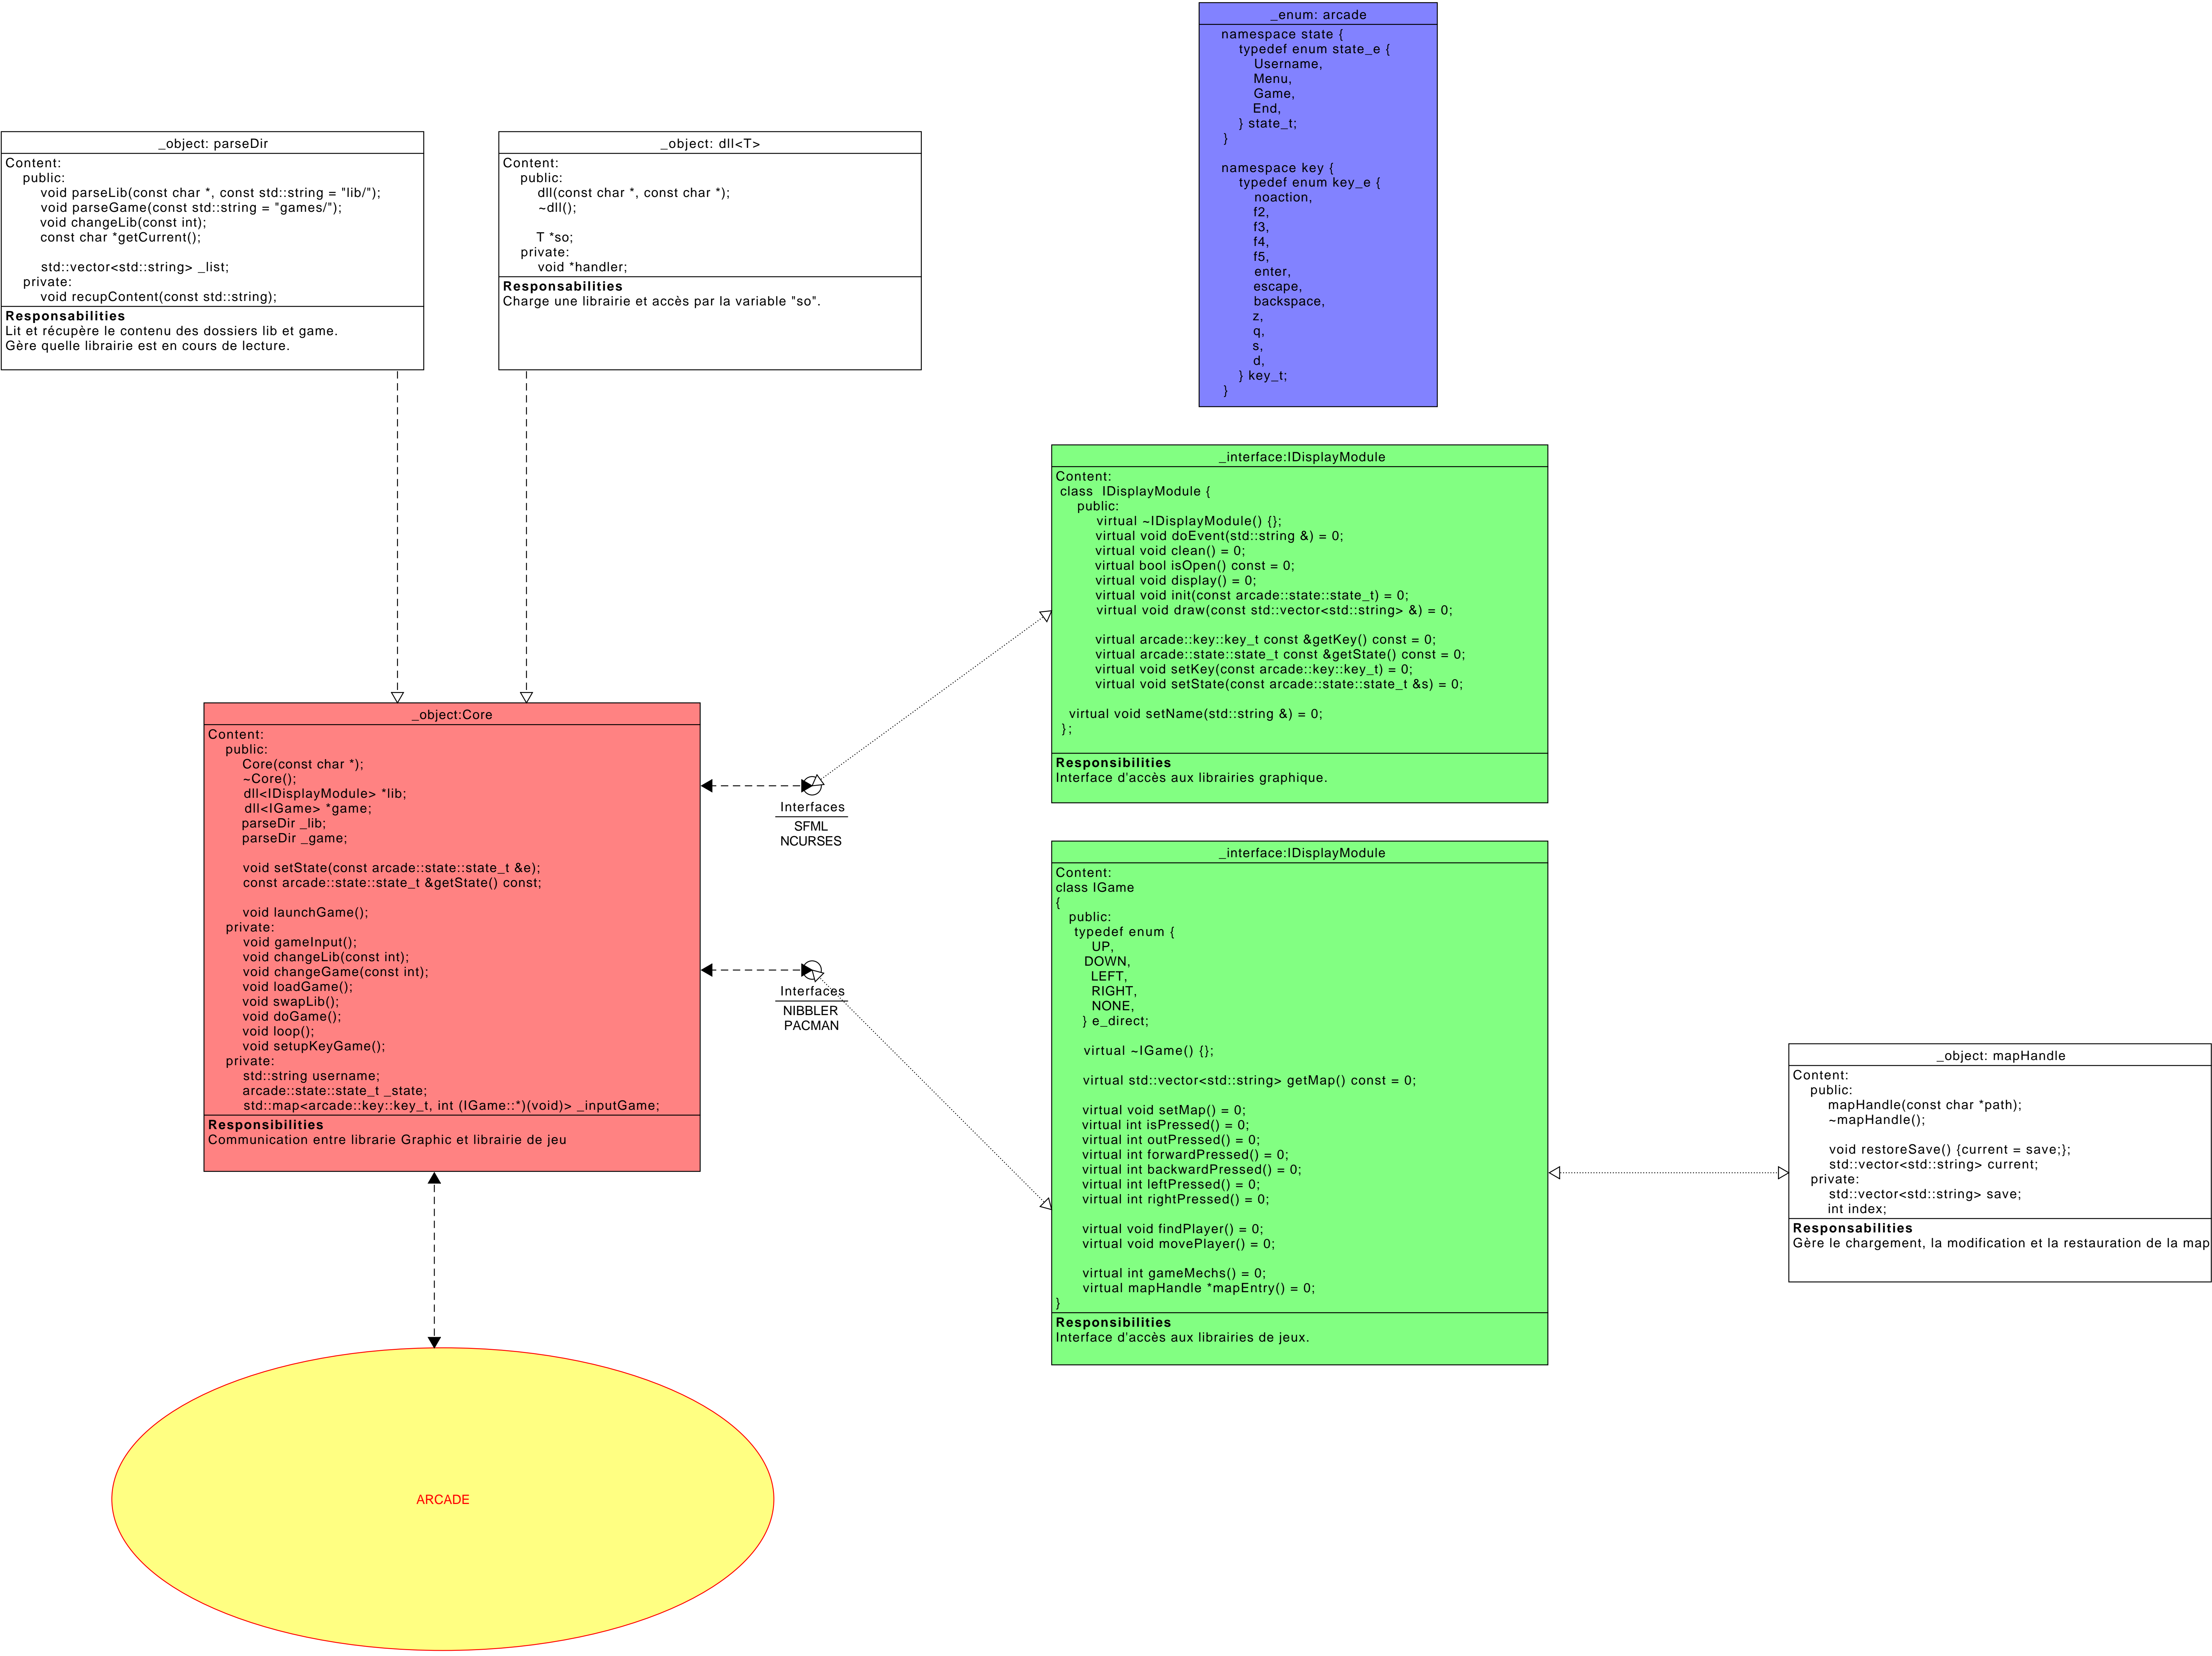 _enum: arcade
namespace state {
typedef enum state_e {
Username,
Menu,
Game,
End,
} state_t;
}
namespace key {
typedef enum key_e {
noaction,
f2,
f3,
f4,
f5,
enter,
escape,
backspace,
z,
q,
s,
d,
} key_t;
}
_object: parseDir
Content:
public:
void parseLib(const char *, const std::string = "lib/");
void parseGame(const std::string = "games/");
void changeLib(const int);
const char *getCurrent();
std::vector<std::string> _list;
private:
void recupContent(const std::string);
Responsabilities
Lit et récupère le contenu des dossiers lib et game.
Gère quelle librairie est en cours de lecture.
_object: dll<T>
Content:
public:
dll(const char *, const char *);
~dll();
T *so;
private:
void *handler;
Responsabilities
Charge une librairie et accès par la variable "so".
_interface:IDisplayModule
Content:
class  IDisplayModule {
public:
virtual ~IDisplayModule() {};
virtual void doEvent(std::string &) = 0;
virtual void clean() = 0;
virtual bool isOpen() const = 0;
virtual void display() = 0;
virtual void init(const arcade::state::state_t) = 0;
virtual void draw(const std::vector<std::string> &) = 0;
virtual arcade::key::key_t const &getKey() const = 0;
virtual arcade::state::state_t const &getState() const = 0;
virtual void setKey(const arcade::key::key_t) = 0;
virtual void setState(const arcade::state::state_t &s) = 0;
virtual void setName(std::string &) = 0;
};
Responsibilities
Interface d'accès aux librairies graphique.
_object:Core
Content:
public:
Core(const char *);
~Core();
dll<IDisplayModule> *lib;
dll<IGame> *game;
parseDir _lib;
parseDir _game;
void setState(const arcade::state::state_t &e);
const arcade::state::state_t &getState() const;
void launchGame();
private:
void gameInput();
void changeLib(const int);
void changeGame(const int);
void loadGame();
void swapLib();
void doGame();
void loop();
void setupKeyGame();
private:
std::string username;
arcade::state::state_t _state;
std::map<arcade::key::key_t, int (IGame::*)(void)> _inputGame;
Responsibilities
Communication entre librarie Graphic et librairie de jeu
Interfaces
SFML
NCURSES
Interfaces
NIBBLER
PACMAN
_interface:IDisplayModule
Content:
class IGame
{
public:
typedef enum {
UP,
DOWN,
LEFT,
RIGHT,
NONE,
} e_direct;
virtual ~IGame() {};
virtual std::vector<std::string> getMap() const = 0;
virtual void setMap() = 0;
virtual int isPressed() = 0;
virtual int outPressed() = 0;
virtual int forwardPressed() = 0;
virtual int backwardPressed() = 0;
virtual int leftPressed() = 0;
virtual int rightPressed() = 0;
virtual void findPlayer() = 0;
virtual void movePlayer() = 0;
virtual int gameMechs() = 0;
virtual mapHandle *mapEntry() = 0;
}
Responsibilities
Interface d'accès aux librairies de jeux.
_object: mapHandle
Content:
public:
mapHandle(const char *path);
~mapHandle();
void restoreSave() {current = save;};
std::vector<std::string> current;
private:
std::vector<std::string> save;
int index;
Responsabilities
Gère le chargement, la modification et la restauration de la map
ARCADE